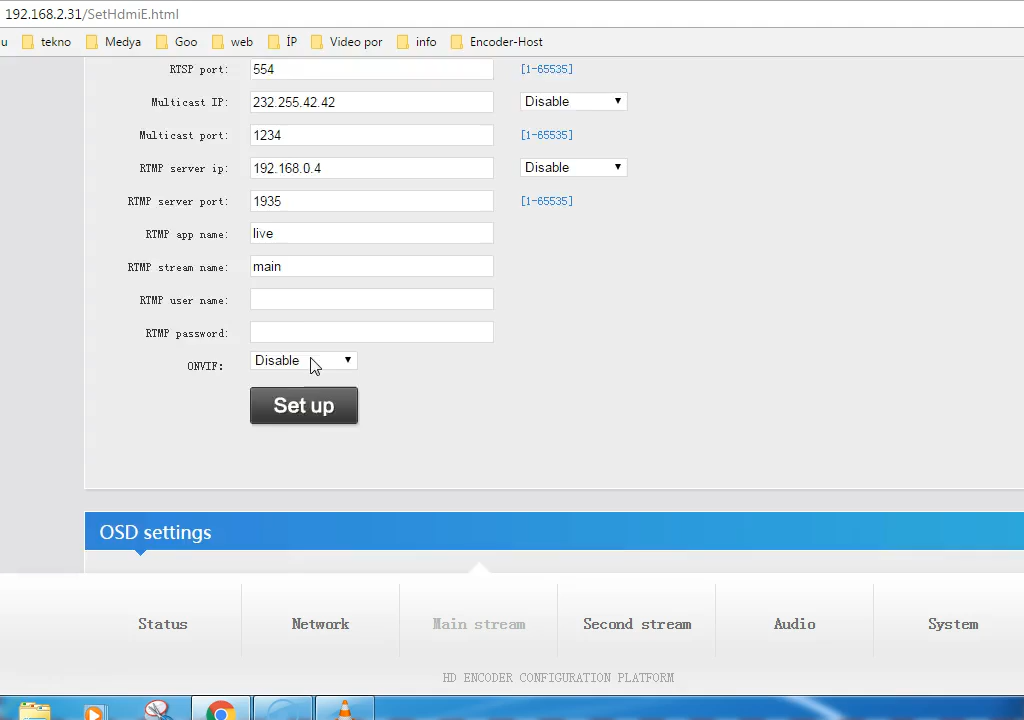 192.168.2.31/SetHdmiE.html
u tekno Medya Goo web İP Video por info Encoder-Host
RTSP port: 554 [1-65535]
Multicast IP: 232.255.42.42 Disable
Multicast port: 1234 [1-65535]
RTMP server ip: 192.168.0.4 Disable
RTMP server port: 1935 [1-65535]
RTMP app name: live
RTMP stream name: main
RTMP user name:
RTMP password:
ONVIF: Disable
Set up
OSD settings
Status Network Main stream Second stream Audio System
HD ENCODER CONFIGURATION PLATFORM